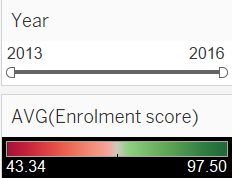 Year
2013 2016
AVG(Enrolment score)
43.34 97.50